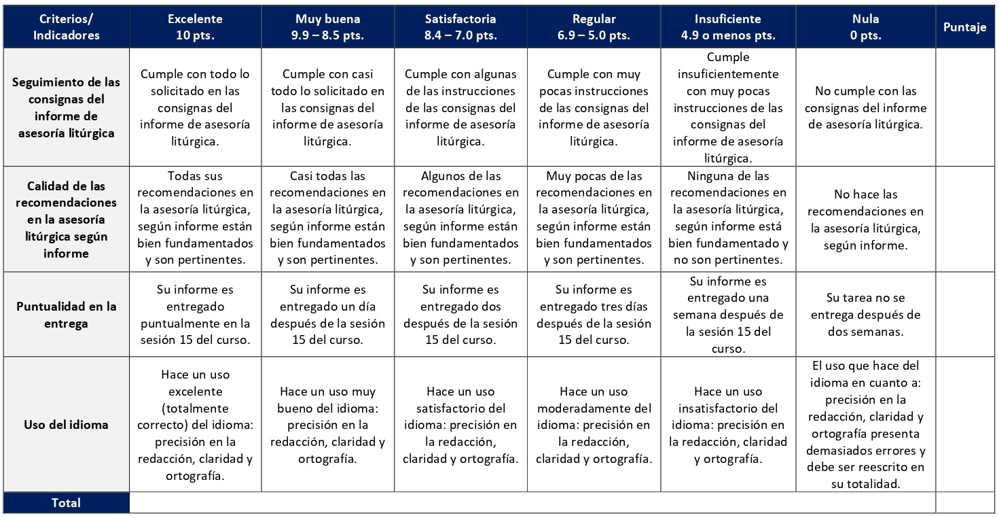 Criterios/
Indicadores
Excelente
10 pts.
Muy buena
9.9 – 8.5 pts.
Satisfactoria
8.4 – 7.0 pts.
Regular
6.9 – 5.0 pts.
Insuficiente
4.9 o menos pts.
Nula
0 pts.
Puntaje
Seguimiento de las
consignas del
informe de
asesoría litúrgica
Cumple con todo lo
solicitado en las
consignas del
informe de asesoría
litúrgica.
Cumple con casi
todo lo solicitado en
las consignas del
informe de asesoría
litúrgica.
Cumple con algunas
de las instrucciones
de las consignas del
informe de asesoría
litúrgica.
Cumple con muy
pocas instrucciones
de las consignas del
informe de asesoría
litúrgica.
Cumple
insuficientemente
con muy pocas
instrucciones de las
consignas del
informe de asesoría
litúrgica.
No cumple con las
consignas del informe
de asesoría litúrgica.
Calidad de las
recomendaciones
en la asesoría
litúrgica según
informe
Todas sus
recomendaciones en
la asesoría litúrgica,
según informe están
bien fundamentados
y son pertinentes.
Casi todas las
recomendaciones en
la asesoría litúrgica,
según informe están
bien fundamentados
y son pertinentes.
Algunos de las
recomendaciones en
la asesoría litúrgica,
según informe están
bien fundamentados
y son pertinentes.
Muy pocas de las
recomendaciones en
la asesoría litúrgica,
según informe están
bien fundamentados
y son pertinentes.
Ninguna de las
recomendaciones en
la asesoría litúrgica,
según informe está
bien fundamentado y
no son pertinentes.
No hace las
recomendaciones en
la asesoría litúrgica,
según informe.
Puntualidad en la
entrega
Su informe es
entregado
puntualmente en la
sesión 15 del curso.
Su informe es
entregado un día
después de la sesión
15 del curso.
Su informe es
entregado dos
después de la sesión
15 del curso.
Su informe es
entregado tres días
después de la sesión
15 del curso.
Su informe es
entregado una
semana después de
la sesión 15 del
curso.
Su tarea no se
entrega después de
dos semanas.
Uso del idioma
Hace un uso
excelente
(totalmente
correcto) del idioma:
precisión en la
redacción, claridad y
ortografía.
Hace un uso muy
bueno del idioma:
precisión en la
redacción, claridad y
ortografía.
Hace un uso
satisfactorio del
idioma: precisión en
la redacción,
claridad y ortografía.
Hace un uso
moderadamente del
idioma: precisión en
la redacción,
claridad y ortografía.
Hace un uso
insatisfactorio del
idioma: precisión en
la redacción, claridad
y ortografía.
El uso que hace del
idioma en cuanto a:
precisión en la
redacción, claridad y
ortografía presenta
demasiados errores y
debe ser reescrito en
su totalidad.
Total